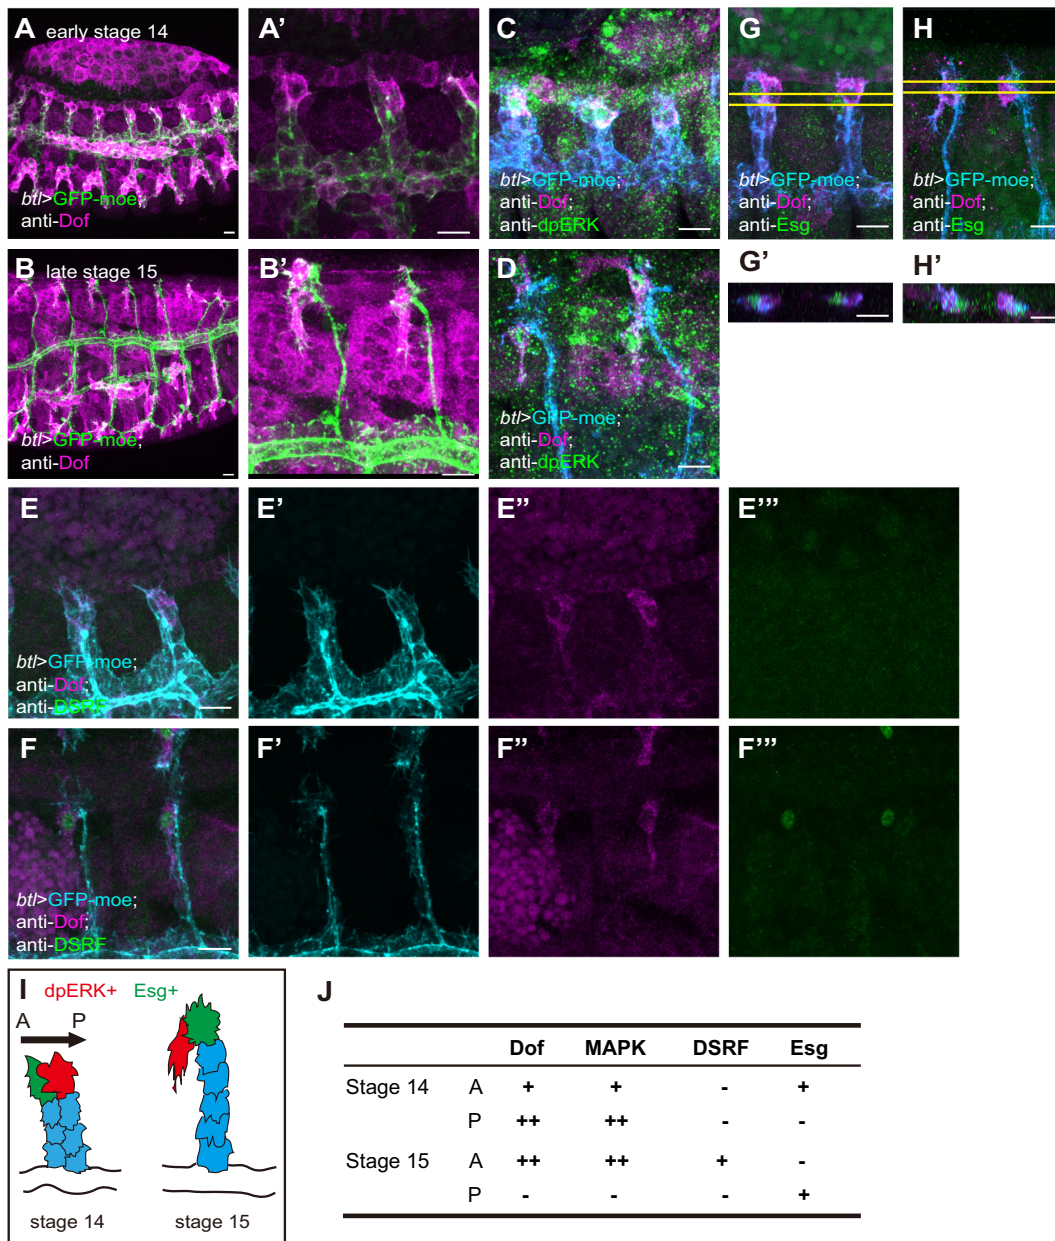 A early stage 14
btl>GFP-moe;
anti-Dof
A'
C
btl>GFP-moe;
anti-Dof;
anti-dpERK
G
btl>GFP-moe;
anti-Dof;
anti-Esg
H
btl>GFP-moe;
anti-Dof;
anti-Esg
B late stage 15
btl>GFP-moe;
anti-Dof
B'
D
btl>GFP-moe;
anti-Dof;
anti-dpERK
G'
H'
E
btl>GFP-moe;
anti-Dof;
anti-DSRF
E'
E''
E'''
F
btl>GFP-moe;
anti-Dof;
anti-DSRF
F'
F''
F'''
I dpERK+ Esg+
A P
stage 14 stage 15
J
Dof MAPK DSRF Esg
Stage 14 A + + - +
P ++ ++ - -
Stage 15 A ++ ++ + -
P - - - +